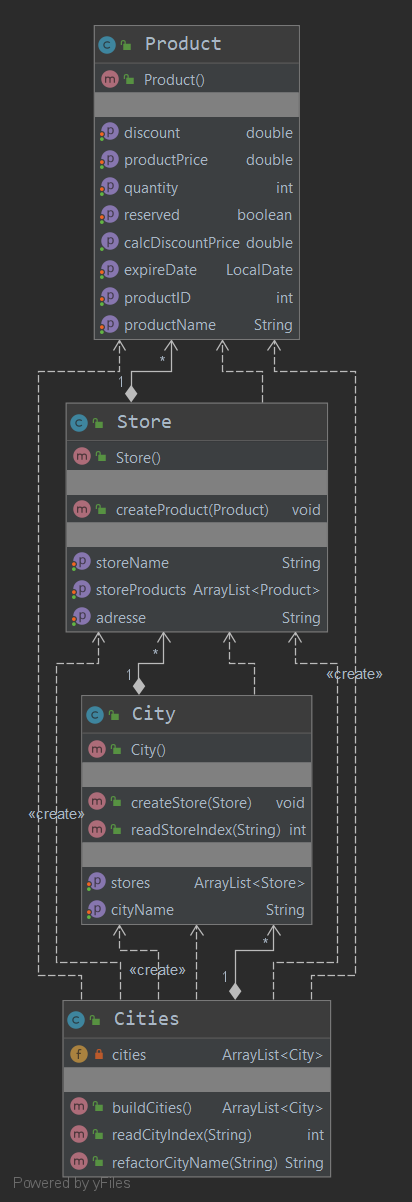 Product
Product()
discount double
productPrice double
quantity int
reserved boolean
calcDiscountPrice double
expireDate LocalDate
productID int
productName String
1 *
Store
Store()
createProduct(Product) void
storeName String
storeProducts ArrayList<Product>
adresse String
1 *
«create»
City
City()
createStore(Store) void
readStoreIndex(String) int
«create»
stores ArrayList<Store>
cityName String
1 *
«create»
Cities
cities ArrayList<City>
buildCities() ArrayList<City>
readCityIndex(String) int
refactorCityName(String) String
Powered by yFiles